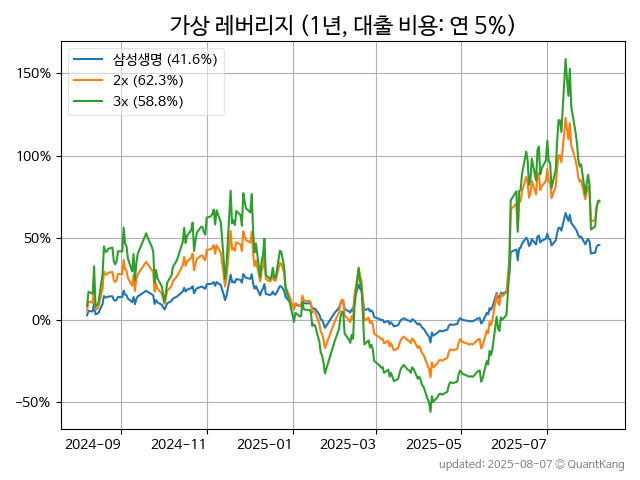 가상 레버리지 (1년, 대출 비용: 연 5%)
삼성생명 (41.6%)
2x (62.3%)
3x (58.8%)
150%
100%
50%
0%
−50%
2024-09 2024-11 2025-01 2025-03 2025-05 2025-07
updated: 2025-08-07 © QuantKang